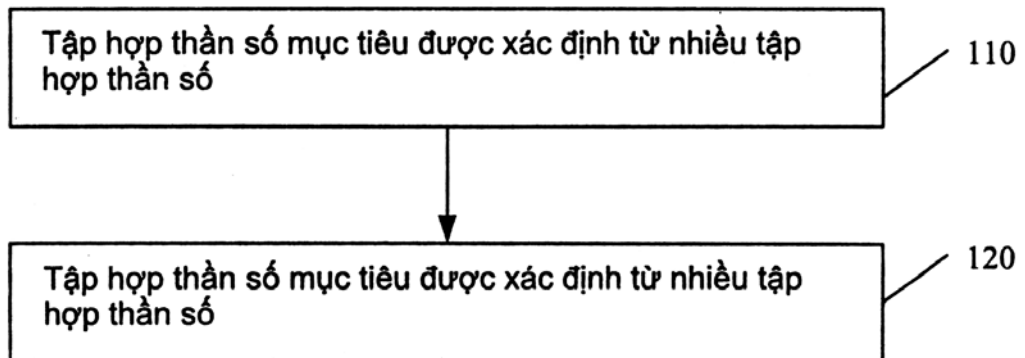 Tập hợp thần số mục tiêu được xác định từ nhiều tập
hợp thần số
110
Tập hợp thần số mục tiêu được xác định từ nhiều tập
hợp thần số
120